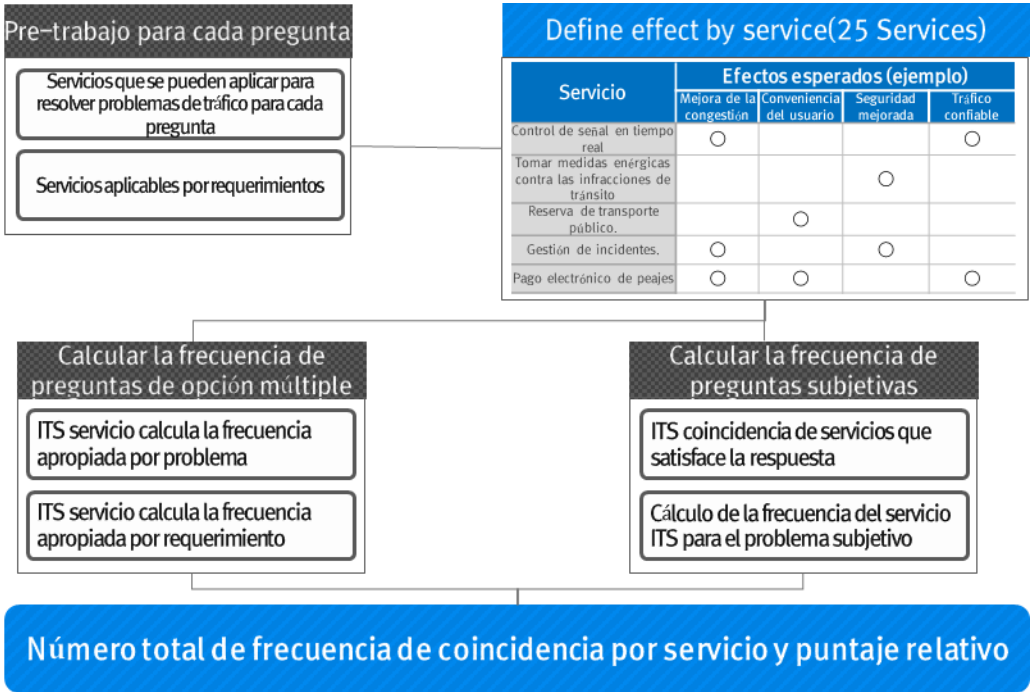 Pre-trabajo para cada pregunta
Servicios que se pueden aplicar para
resolver problemas de tráfico para cada
pregunta
Servicios aplicables por requerimientos
Define effect by service(25 Services)
Servicio
Efectos esperados (ejemplo)
Mejora de la
congestión
Conveniencia
del usuario
Seguridad
mejorada
Tráfico
confiable
Control de señal en tiempo
real
Tomar medidas enérgicas
contra las infracciones de
tránsito
Reserva de transporte
público.
Gestión de incidentes.
Pago electrónico de peajes
Calcular la frecuencia de
preguntas de opción múltiple
ITS servicio calcula la frecuencia
apropiada por problema
ITS servicio calcula la frecuencia
apropiada por requerimiento
Calcular la frecuencia de
preguntas subjetivas
ITS coincidencia de servicios que
satisface la respuesta
Cálculo de la frecuencia del servicio
ITS para el problema subjetivo
Número total de frecuencia de coincidencia por servicio y puntaje relativo